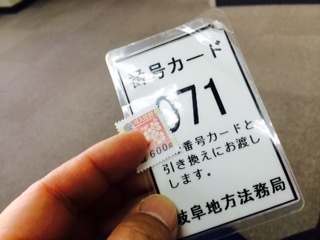 番号カード
071
600
番号カードと
引き換えにお渡し
します。
岐阜地方法務局